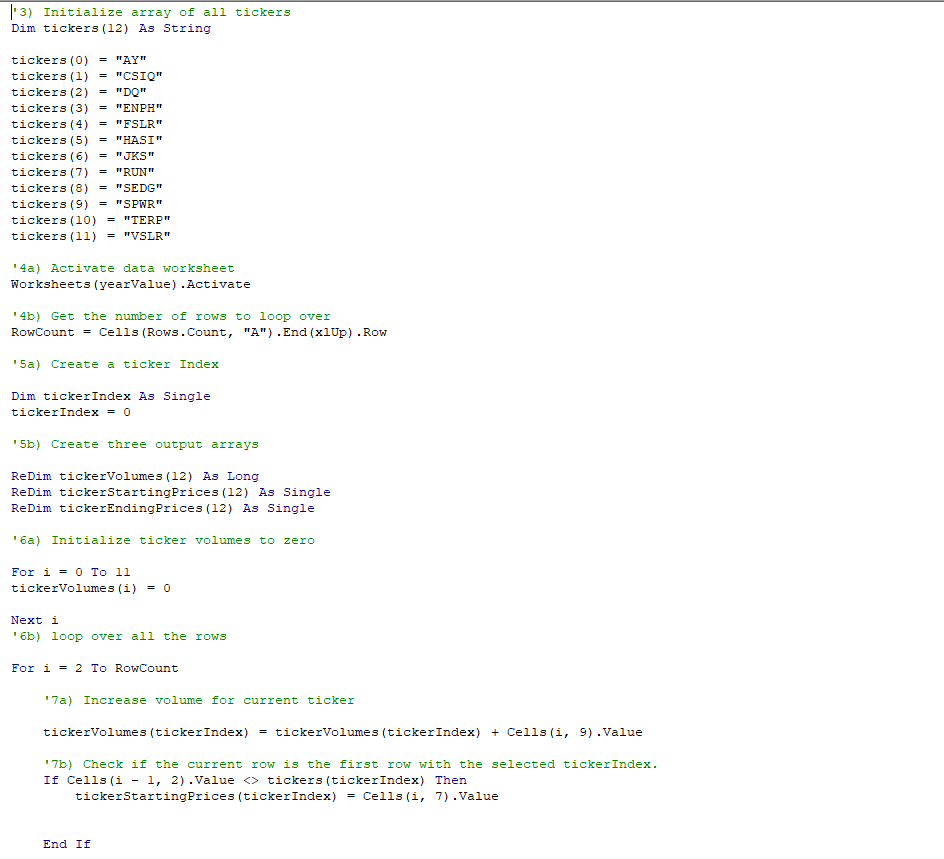 '3) Initialize array of all tickers
Dim tickers(12) As String
tickers(0) = "AY"
tickers(1) = "CSIQ"
tickers(2) = "DQ"
tickers(3) = "ENPH"
tickers(4) = "FSLR"
tickers(5) = "HASI"
tickers(6) = "JKS"
tickers(7) = "RUN"
tickers(8) = "SEDG"
tickers(9) = "SPWR"
tickers(10) = "TERP"
tickers(11) = "VSLR"
'4a) Activate data worksheet
Worksheets(yearValue).Activate
'4b) Get the number of rows to loop over
RowCount = Cells(Rows.Count, "A").End(xlUp).Row
'5a) Create a ticker Index
Dim tickerIndex As Single
tickerIndex = 0
'5b) Create three output arrays
ReDim tickerVolumes(12) As Long
ReDim tickerStartingPrices(12) As Single
ReDim tickerEndingPrices(12) As Single
'6a) Initialize ticker volumes to zero
For i = 0 To 11
tickerVolumes(i) = 0
Next i
'6b) loop over all the rows
For i = 2 To RowCount
'7a) Increase volume for current ticker
tickerVolumes(tickerIndex) = tickerVolumes(tickerIndex) + Cells(i, 9).Value
'7b) Check if the current row is the first row with the selected tickerIndex.
If Cells(i - 1, 2).Value <> tickers(tickerIndex) Then
tickerStartingPrices(tickerIndex) = Cells(i, 7).Value
End If